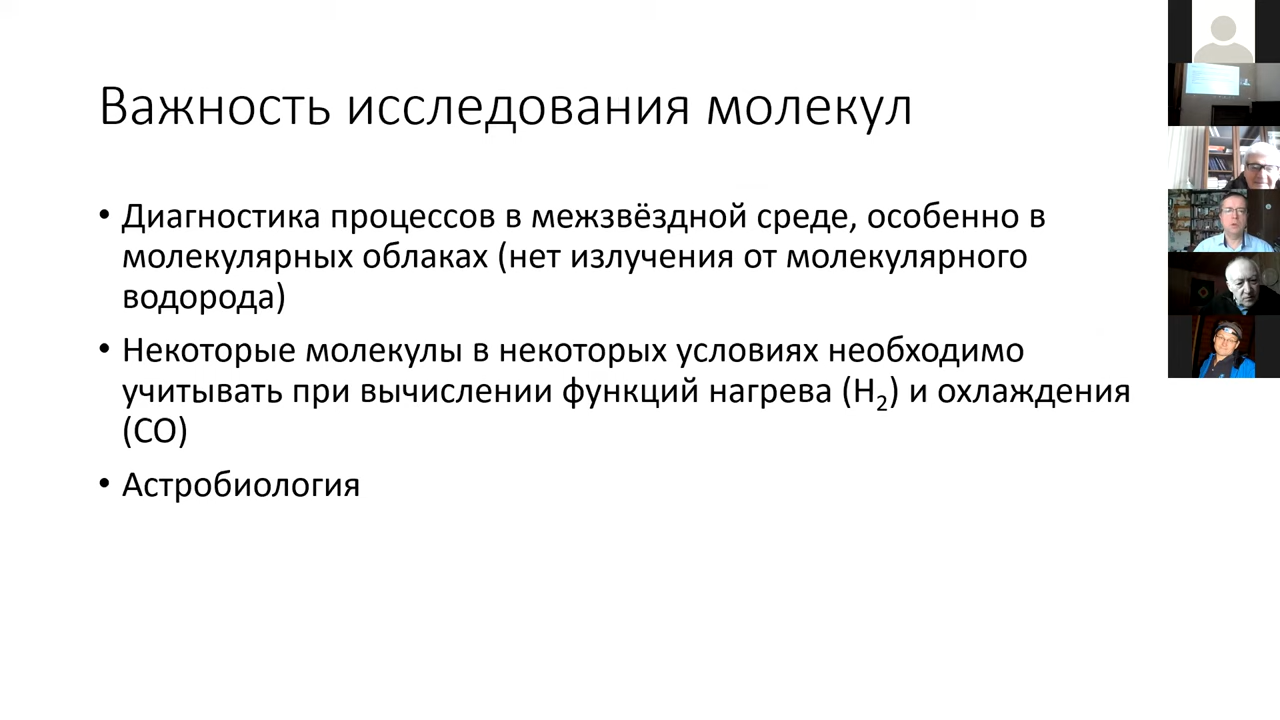 Важность исследования молекул
• Диагностика процессов в межзвёздной среде, особенно в
молекулярных облаках (нет излучения от молекулярного
водорода)
• Некоторые молекулы в некоторых условиях необходимо
учитывать при вычислении функций нагрева (H₂) и охлаждения
(CO)
• Астробиология